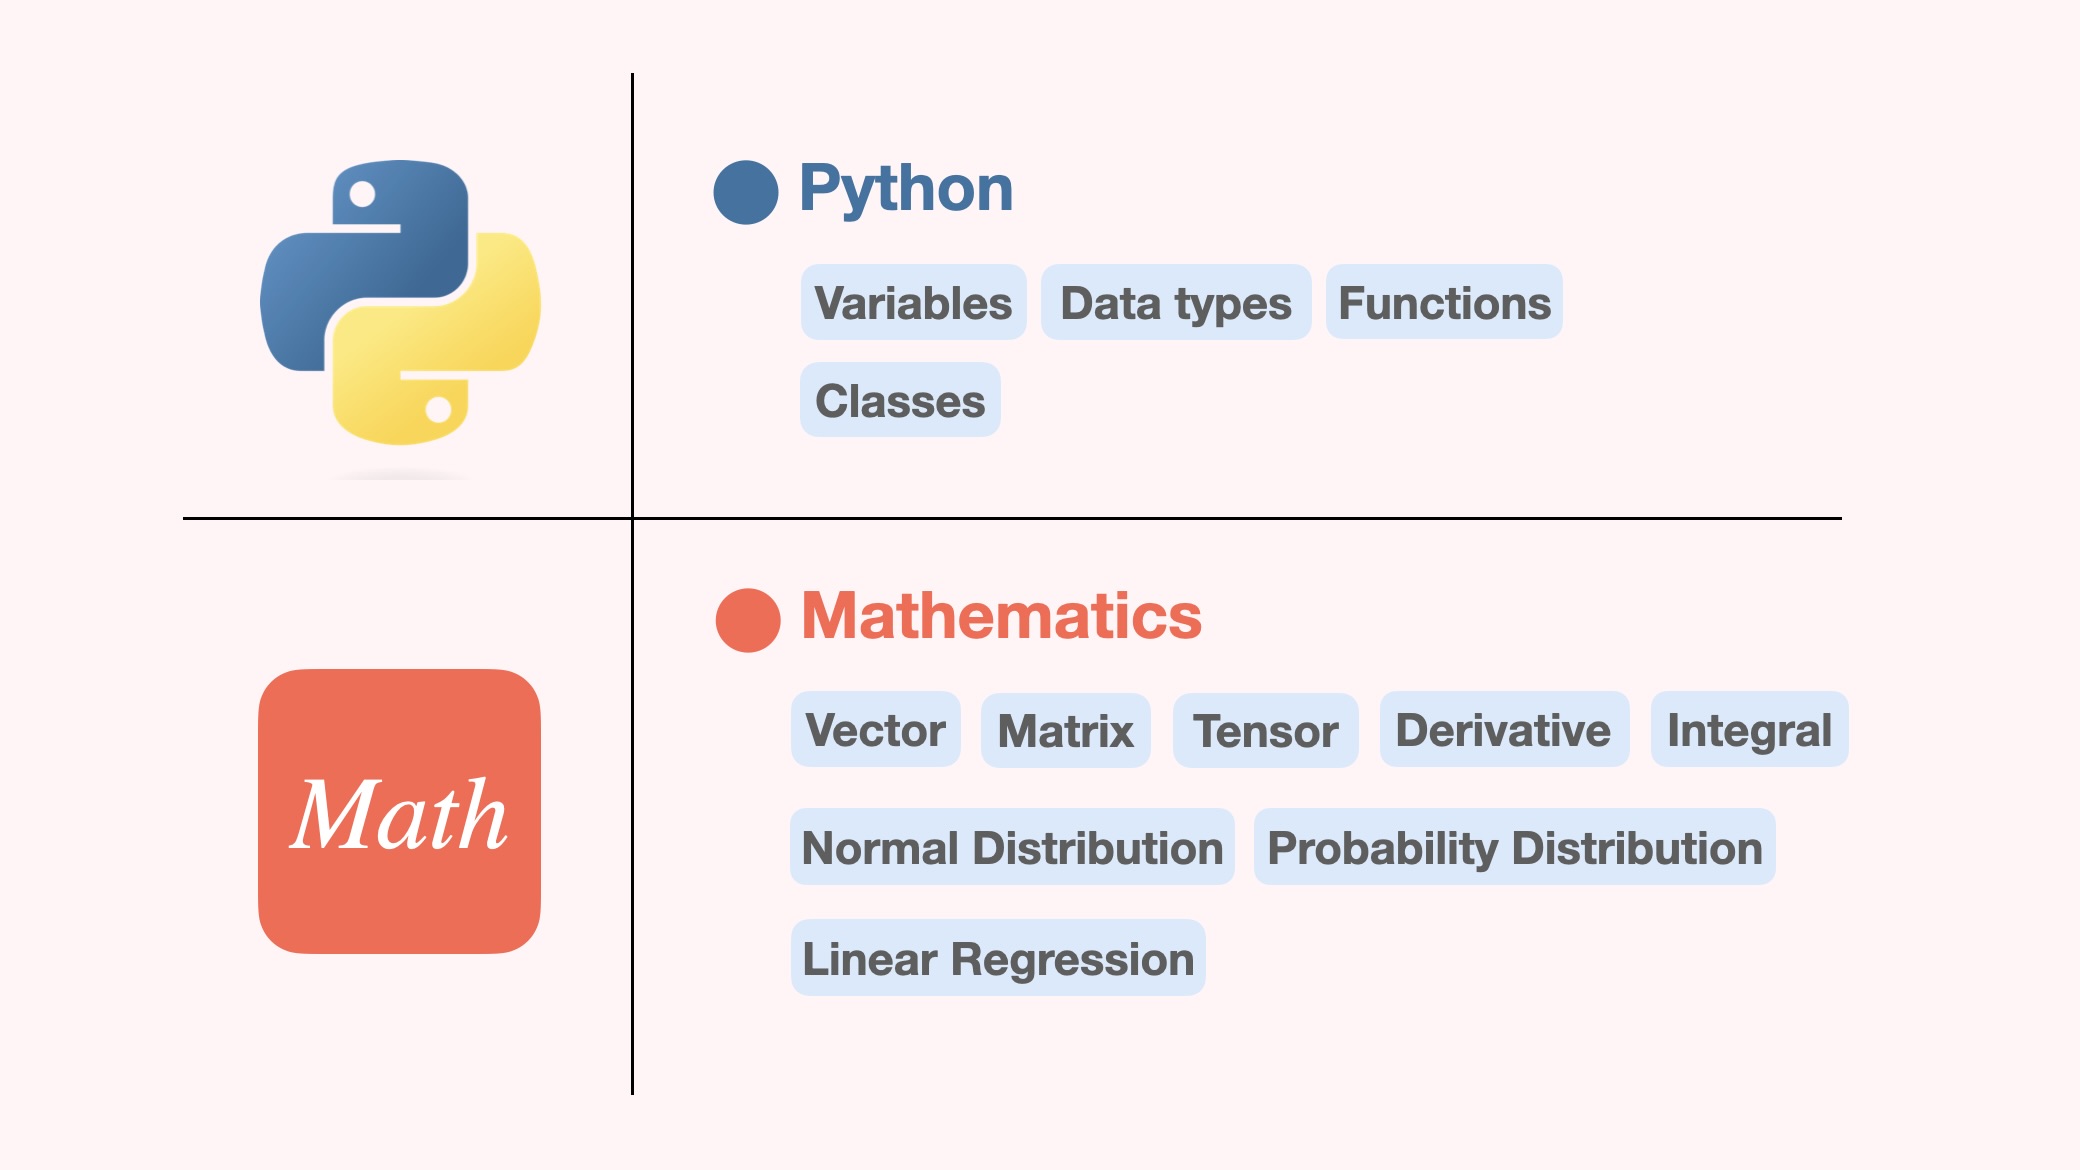 Python
Variables Data types Functions
Classes
Mathematics
Vector Matrix Tensor Derivative Integral
Math
Normal Distribution Probability Distribution
Linear Regression